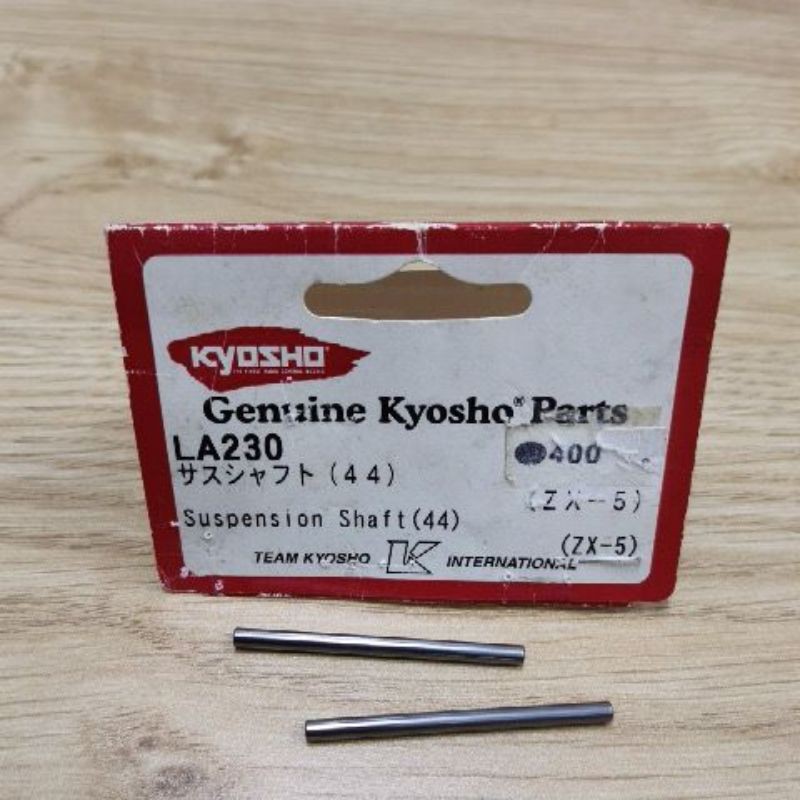 KYOSHO
Genuine Kyosho® Parts
LA230
400
サスシャフト(44)
(ZX-5)
Suspension Shaft(44)
(ZX-5)
TEAM KYOSHO K INTERNATIONAL